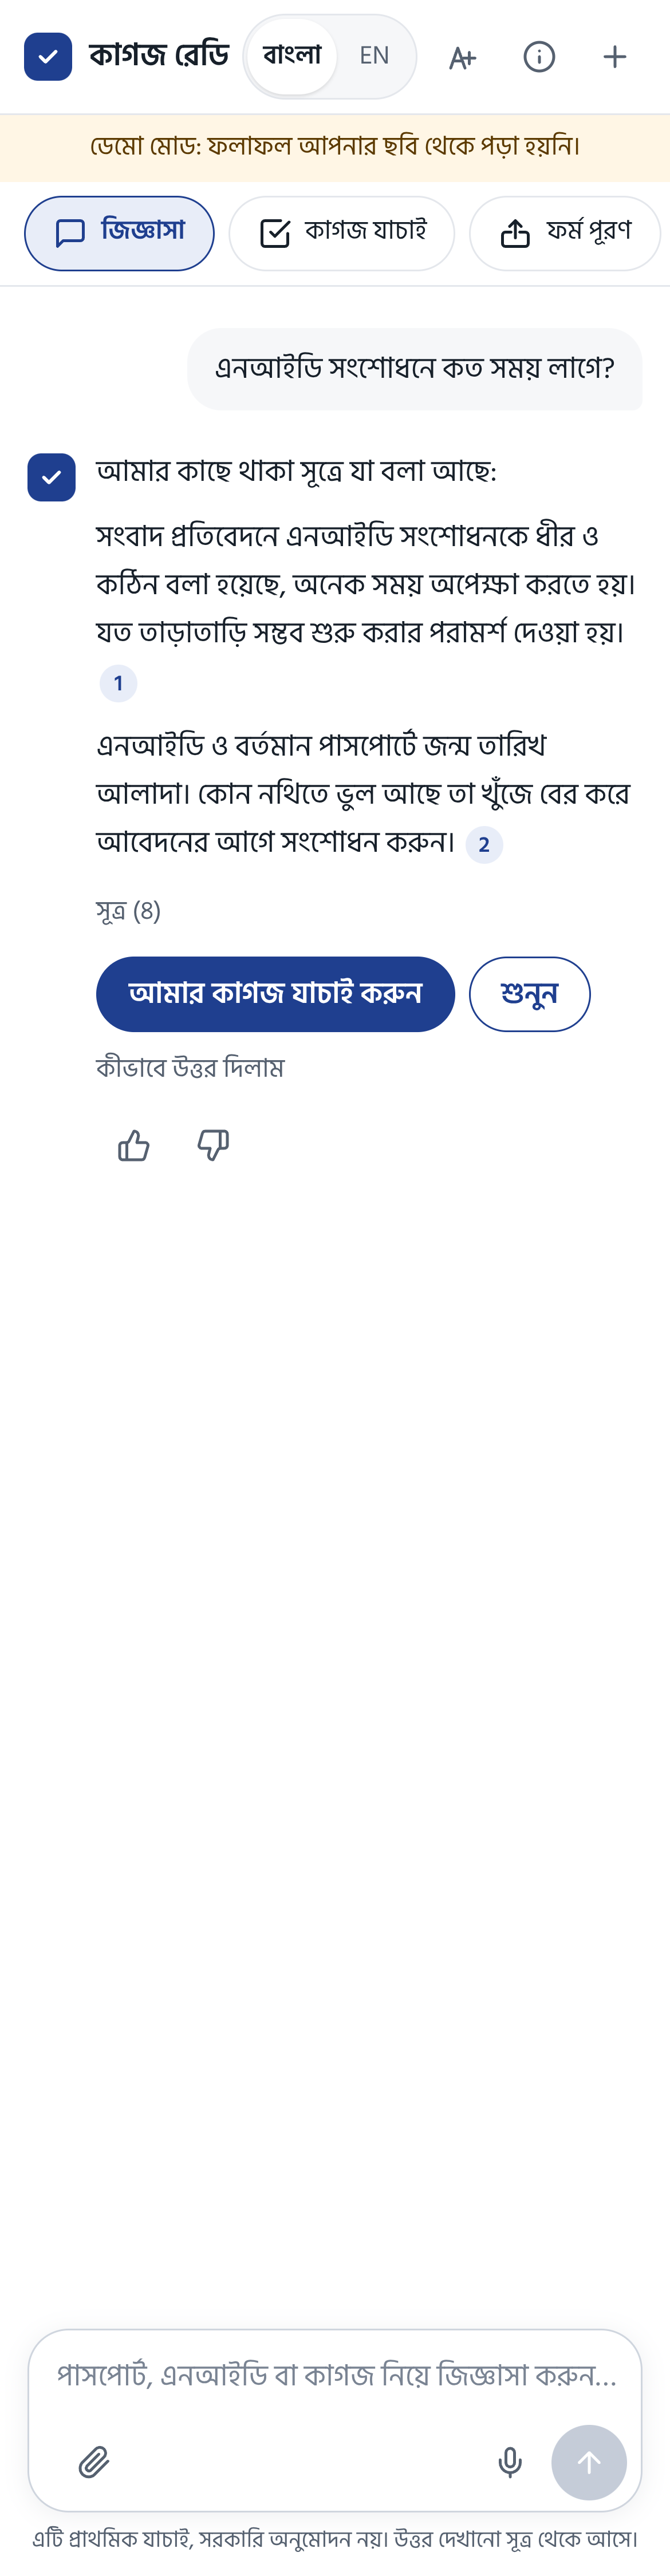 কাগজ রেডি বাংলা EN A+
ডেমো মোড: ফলাফল আপনার ছবি থেকে পড়া হয়নি।
জিজ্ঞাসা কাগজ যাচাই ফর্ম পূরণ
এনআইডি সংশোধনে কত সময় লাগে?
আমার কাছে থাকা সূত্রে যা বলা আছে:
সংবাদ প্রতিবেদনে এনআইডি সংশোধনকে ধীর ও
কঠিন বলা হয়েছে, অনেক সময় অপেক্ষা করতে হয়।
যত তাড়াতাড়ি সম্ভব শুরু করার পরামর্শ দেওয়া হয়।
1
এনআইডি ও বর্তমান পাসপোর্টে জন্ম তারিখ
আলাদা। কোন নথিতে ভুল আছে তা খুঁজে বের করে
আবেদনের আগে সংশোধন করুন। 2
সূত্র (৪)
আমার কাগজ যাচাই করুন শুনুন
কীভাবে উত্তর দিলাম
পাসপোর্ট, এনআইডি বা কাগজ নিয়ে জিজ্ঞাসা করুন...
এটি প্রাথমিক যাচাই, সরকারি অনুমোদন নয়। উত্তর দেখানো সূত্র থেকে আসে।